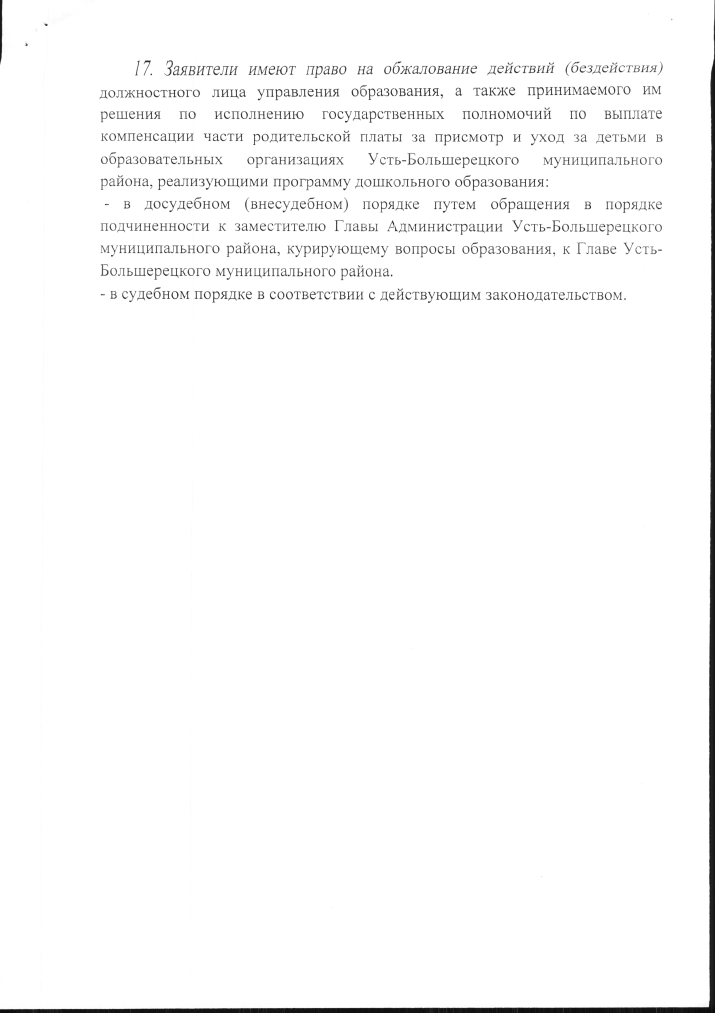 17. Заявители имеют право на обжалование действий (бездействия)
должностного лица управления образования, а также принимаемого им
решения по исполнению государственных полномочий по выплате
компенсации части родительской платы за присмотр и уход за детьми в
образовательных организациях Усть-Большерецкого муниципального
района, реализующими программу дошкольного образования:
- в досудебном (внесудебном) порядке путем обращения в порядке
подчиненности к заместителю Главы Администрации Усть-Большерецкого
муниципального района, курирующему вопросы образования, к Главе Усть-
Большерецкого муниципального района.
- в судебном порядке в соответствии с действующим законодательством.